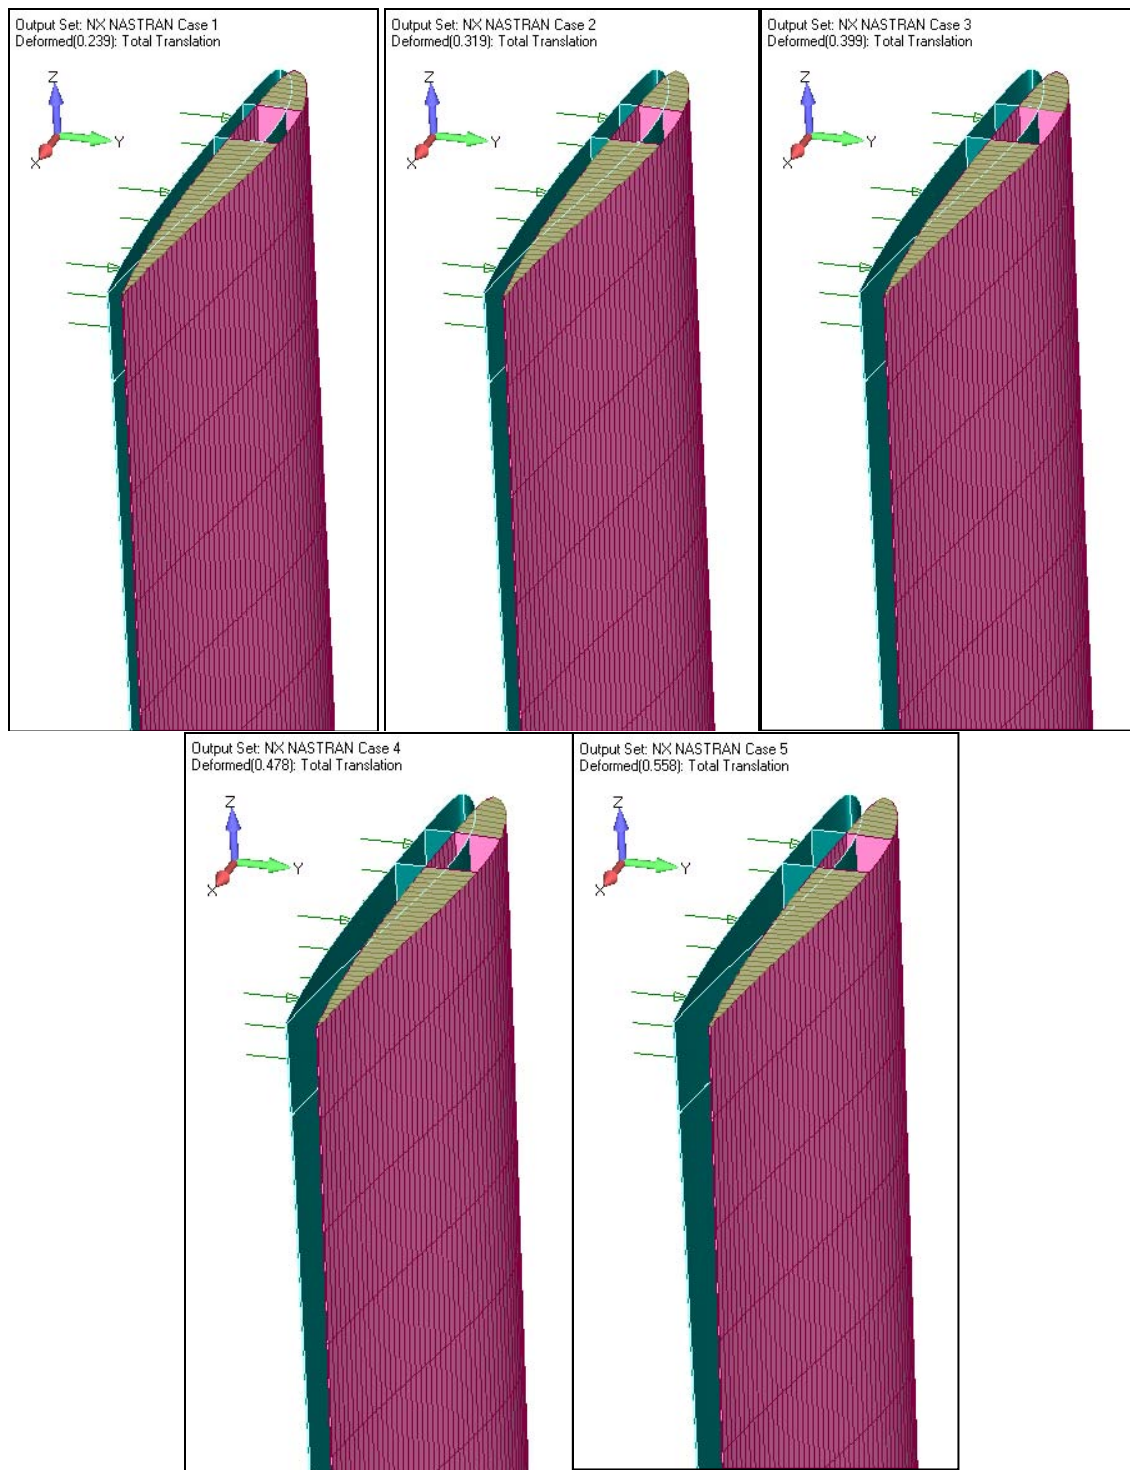 Output Set: NX NASTRAN Case 1
Deformed(0.239): Total Translation
Z
Y
X
Output Set: NX NASTRAN Case 2
Deformed(0.319): Total Translation
Z
Y
X
Output Set: NX NASTRAN Case 3
Deformed(0.399): Total Translation
Z
Y
X
Output Set: NX NASTRAN Case 4
Deformed(0.478): Total Translation
Z
Y
X
Output Set: NX NASTRAN Case 5
Deformed(0.558): Total Translation
Z
Y
X